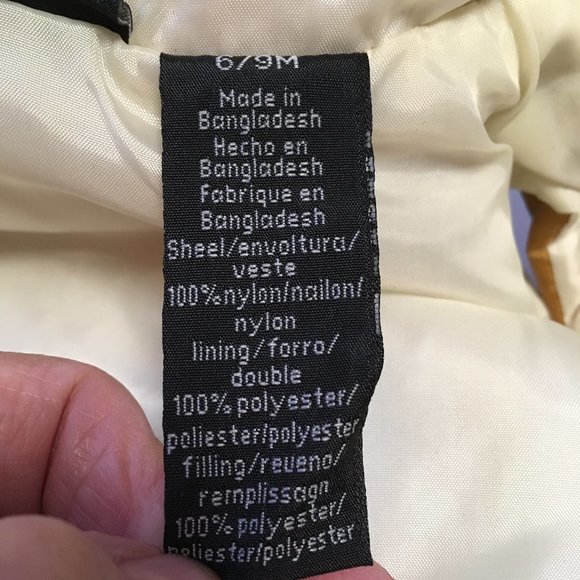 6/9M
Made in
Bangladesh
Hecho en
Bangladesh
Fabrique en
Bangladesh
Sheel/envoltura/
veste
100%nylon/nailon/
nylon
lining/forro/
double
100% polyester/
poliester/polyester
filling/reueno/
remplissagn
100% polyester/
poliester/polyester